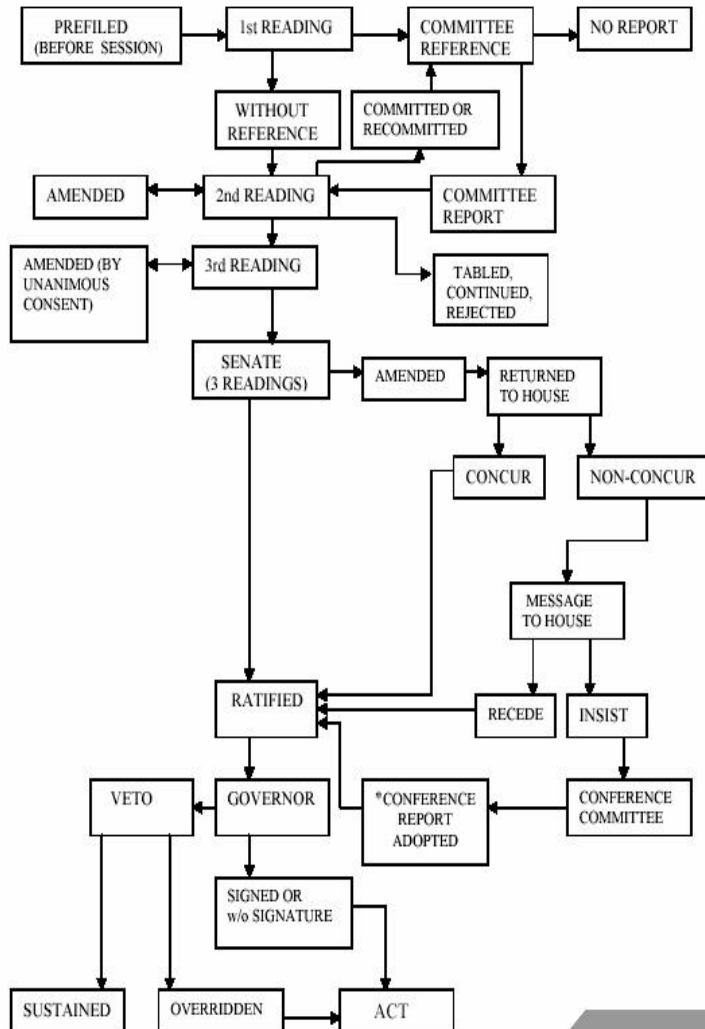 PREFILED
(BEFORE SESSION)
1st READING
COMMITTEE
REFERENCE
NO REPORT
WITHOUT
REFERENCE
COMMITTED OR
RECOMMITTED
AMENDED
2nd READING
COMMITTEE
REPORT
AMENDED (BY
UNANIMOUS
CONSENT)
3rd READING
TABLED,
CONTINUED,
REJECTED
SENATE
(3 READINGS)
AMENDED
RETURNED
TO HOUSE
CONCUR
NON-CONCUR
MESSAGE
TO HOUSE
RATIFIED
RECEDE
INSIST
VETO
GOVERNOR
*CONFERENCE
REPORT
ADOPTED
CONFERENCE
COMMITTEE
SIGNED OR
w/o SIGNATURE
SUSTAINED
OVERRIDDEN
ACT